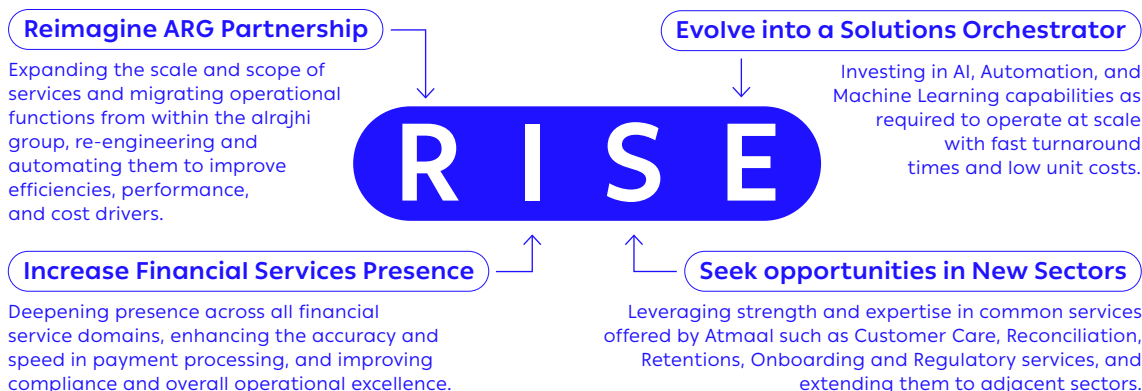 Reimagine ARG Partnership
Expanding the scale and scope of
services and migrating operational
functions from within the alrajhi
group, re-engineering and
automating them to improve
efficiencies, performance,
and cost drivers.
Evolve into a Solutions Orchestrator
Investing in AI, Automation, and
Machine Learning capabilities as
required to operate at scale
with fast turnaround
times and low unit costs.
RISE
Increase Financial Services Presence
Deepening presence across all financial
service domains, enhancing the accuracy and
speed in payment processing, and improving
compliance and overall operational excellence.
Seek opportunities in New Sectors
Leveraging strength and expertise in common services
offered by Atmaal such as Customer Care, Reconciliation,
Retentions, Onboarding and Regulatory services, and
extending them to adjacent sectors.